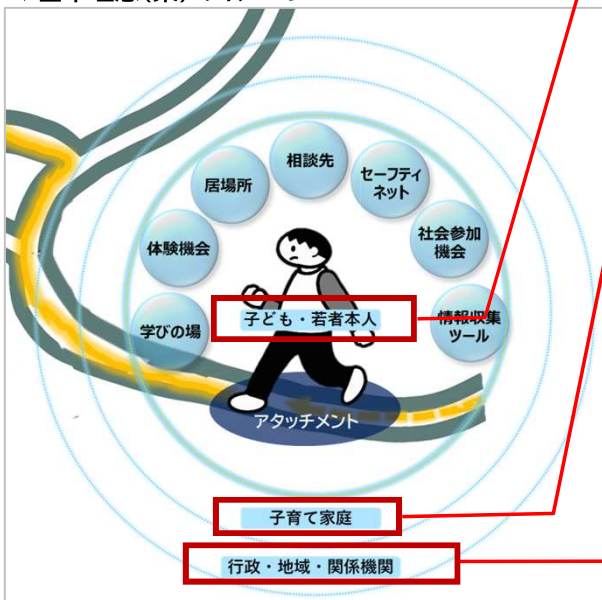 相談先
居場所
セーフティ
ネット
体験機会
社会参加
機会
学びの場
子ども・若者本人
情報収集
ツール
アタッチメント
子育て家庭
行政・地域・関係機関